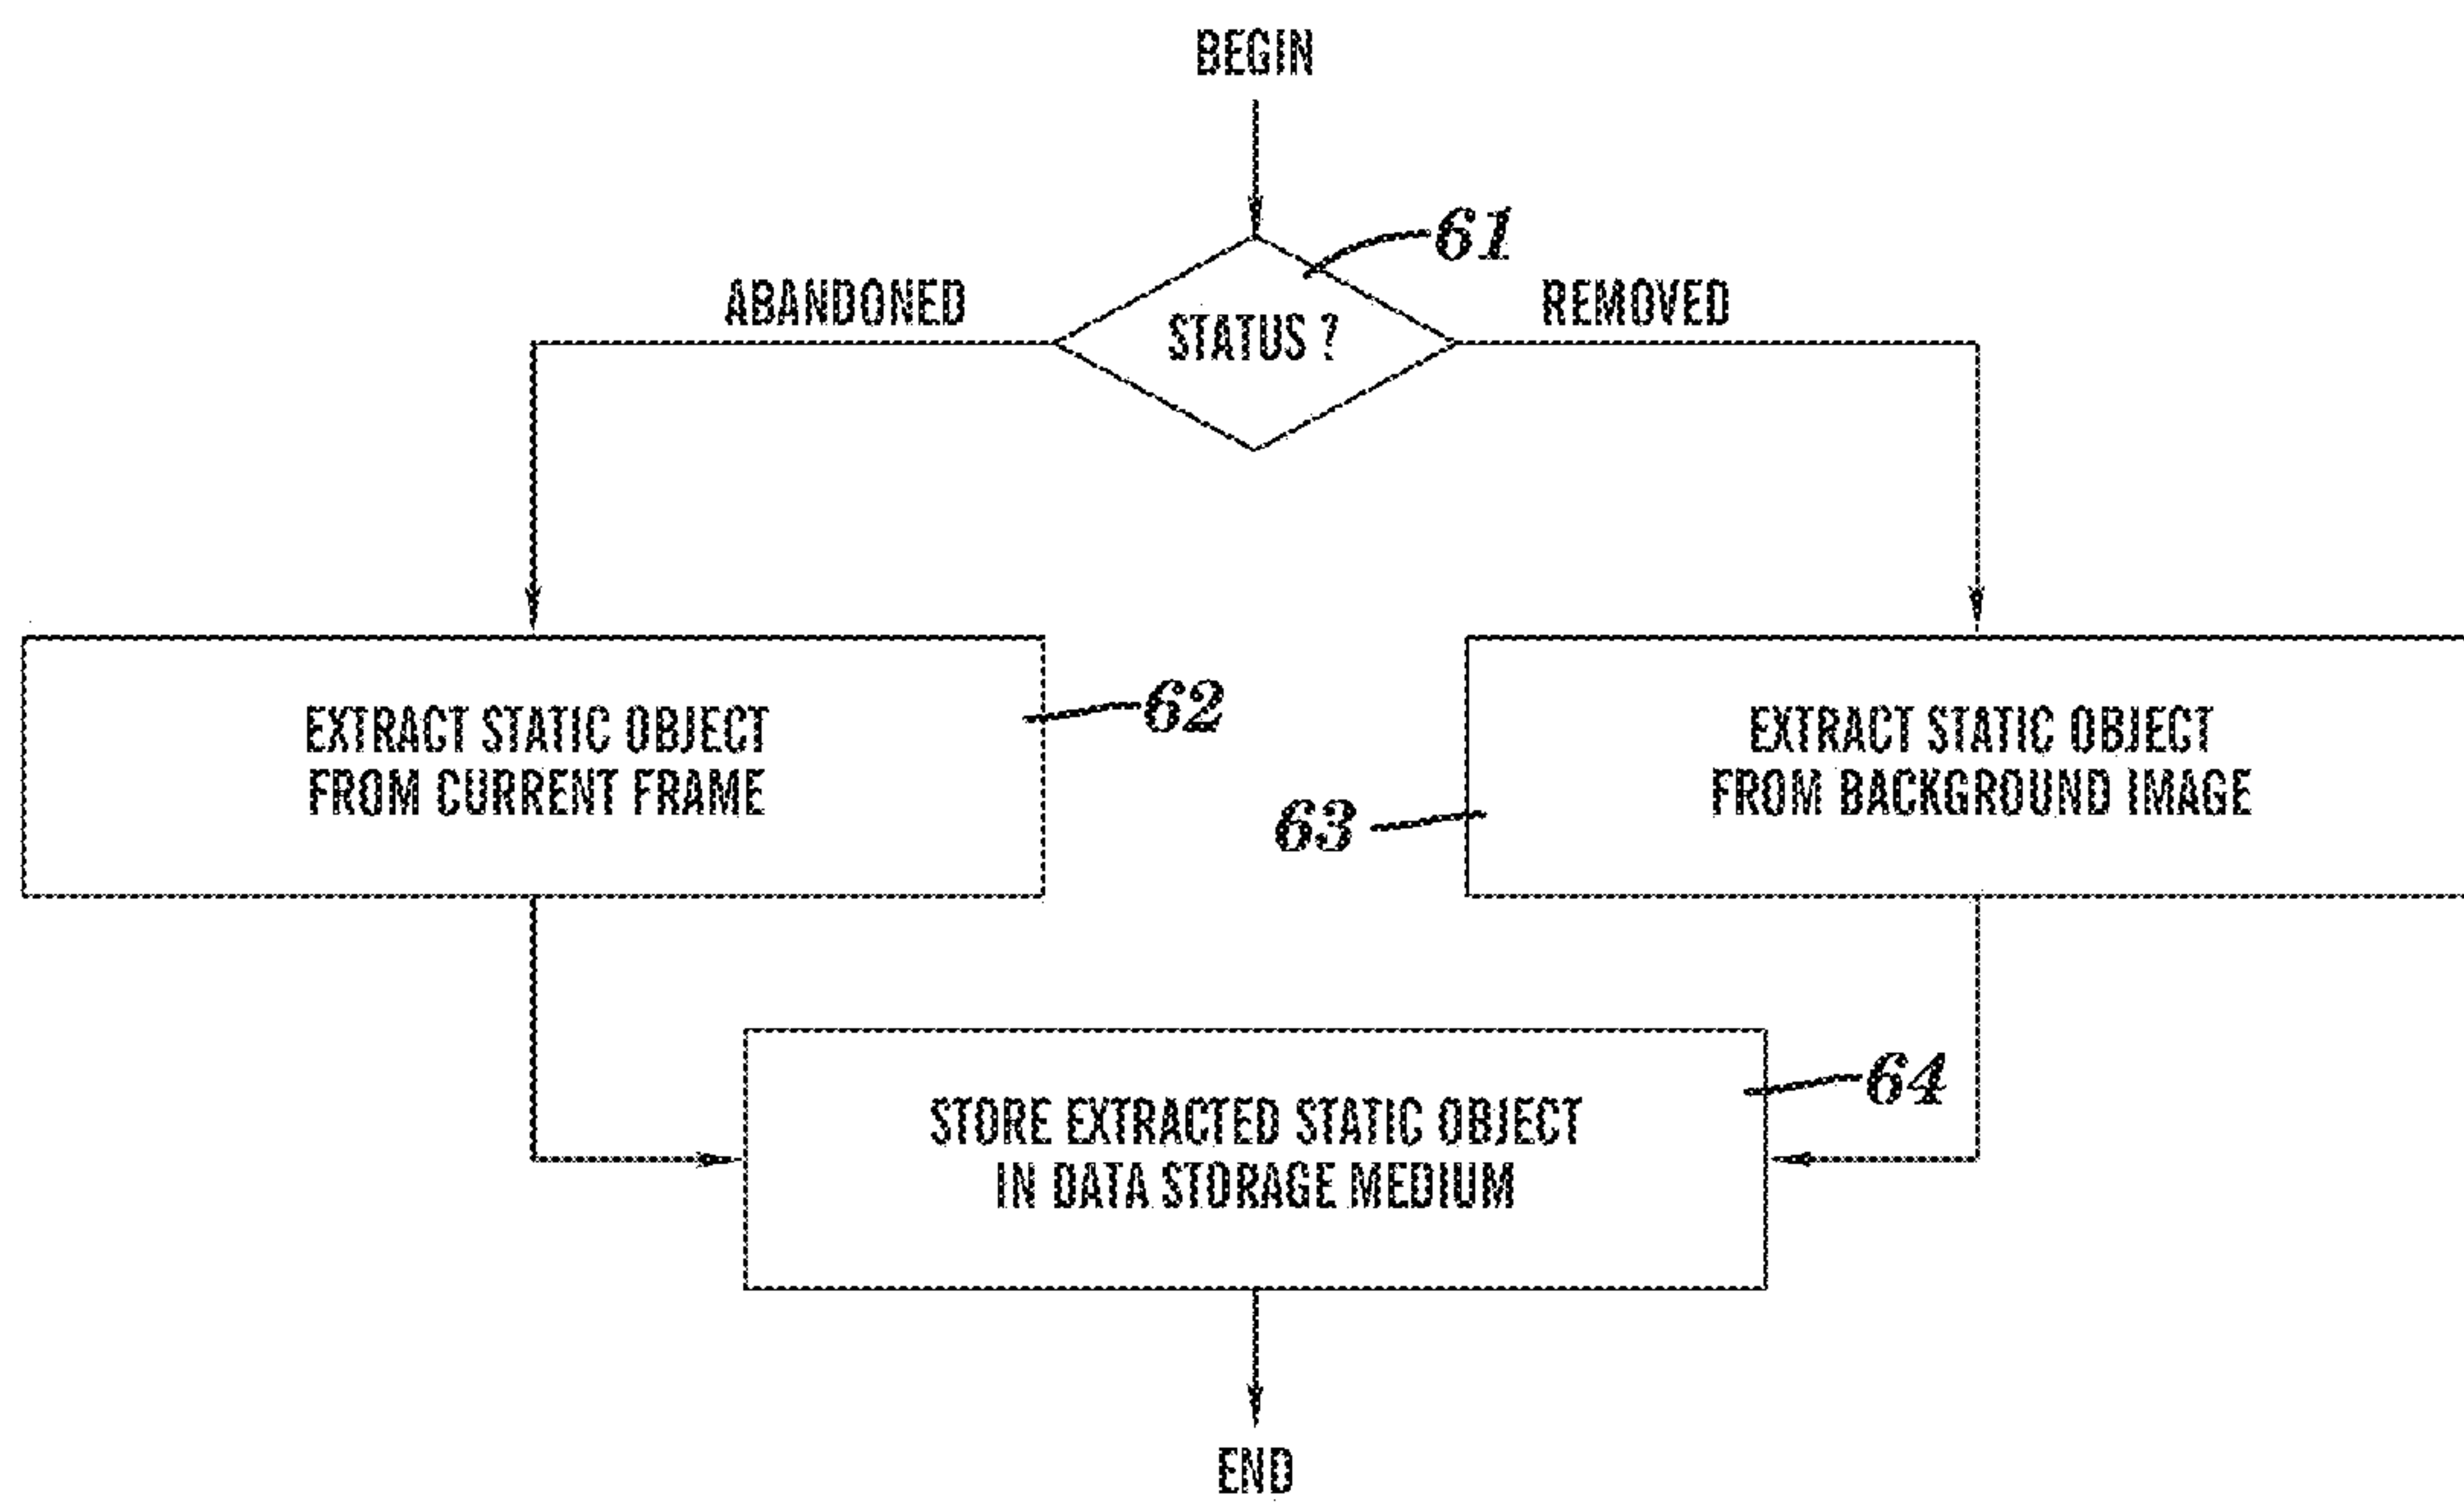 BEGIN
61
ABANDONED
REMOVED
STATUS ?
62
EXTRACT STATIC OBJECT
FROM CURRENT FRAME
63
EXTRACT STATIC OBJECT
FROM BACKGROUND IMAGE
64
STORE EXTRACTED STATIC OBJECT
IN DATA STORAGE MEDIUM
END